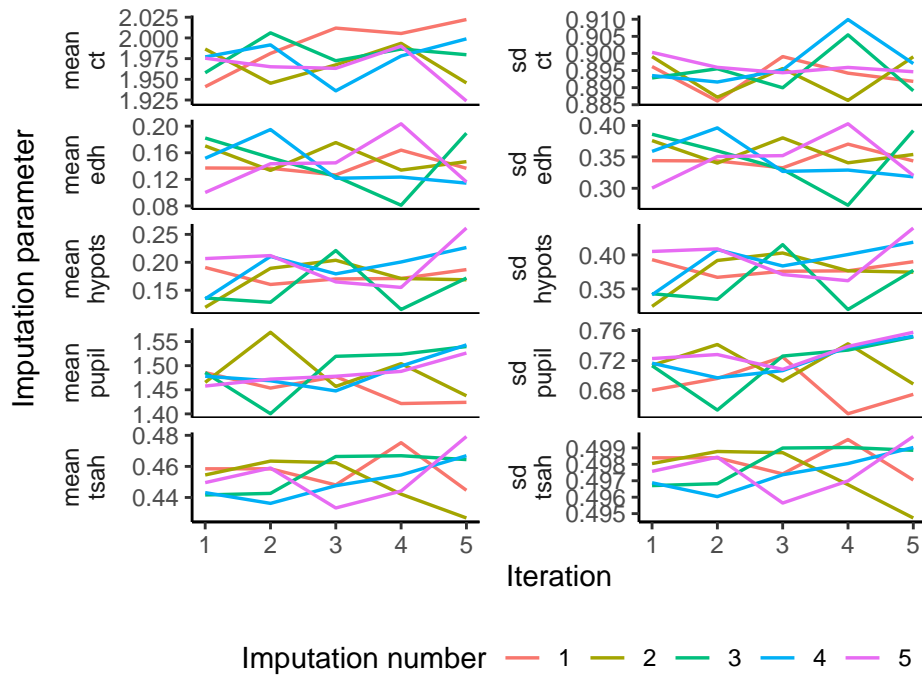 Imputation parameter
mean
ct
2.025
2.000
1.975
1.950
1.925
sd
ct
0.910
0.905
0.900
0.895
0.890
0.885
mean
edh
0.20
0.16
0.12
0.08
sd
edh
0.40
0.35
0.30
mean
hypots
0.25
0.20
0.15
sd
hypots
0.40
0.35
mean
pupil
1.55
1.50
1.45
1.40
sd
pupil
0.76
0.72
0.68
mean
tsah
0.48
0.46
0.44
sd
tsah
0.499
0.498
0.497
0.496
0.495
1 2 3 4 5
1 2 3 4 5
Iteration
Imputation number 1 2 3 4 5